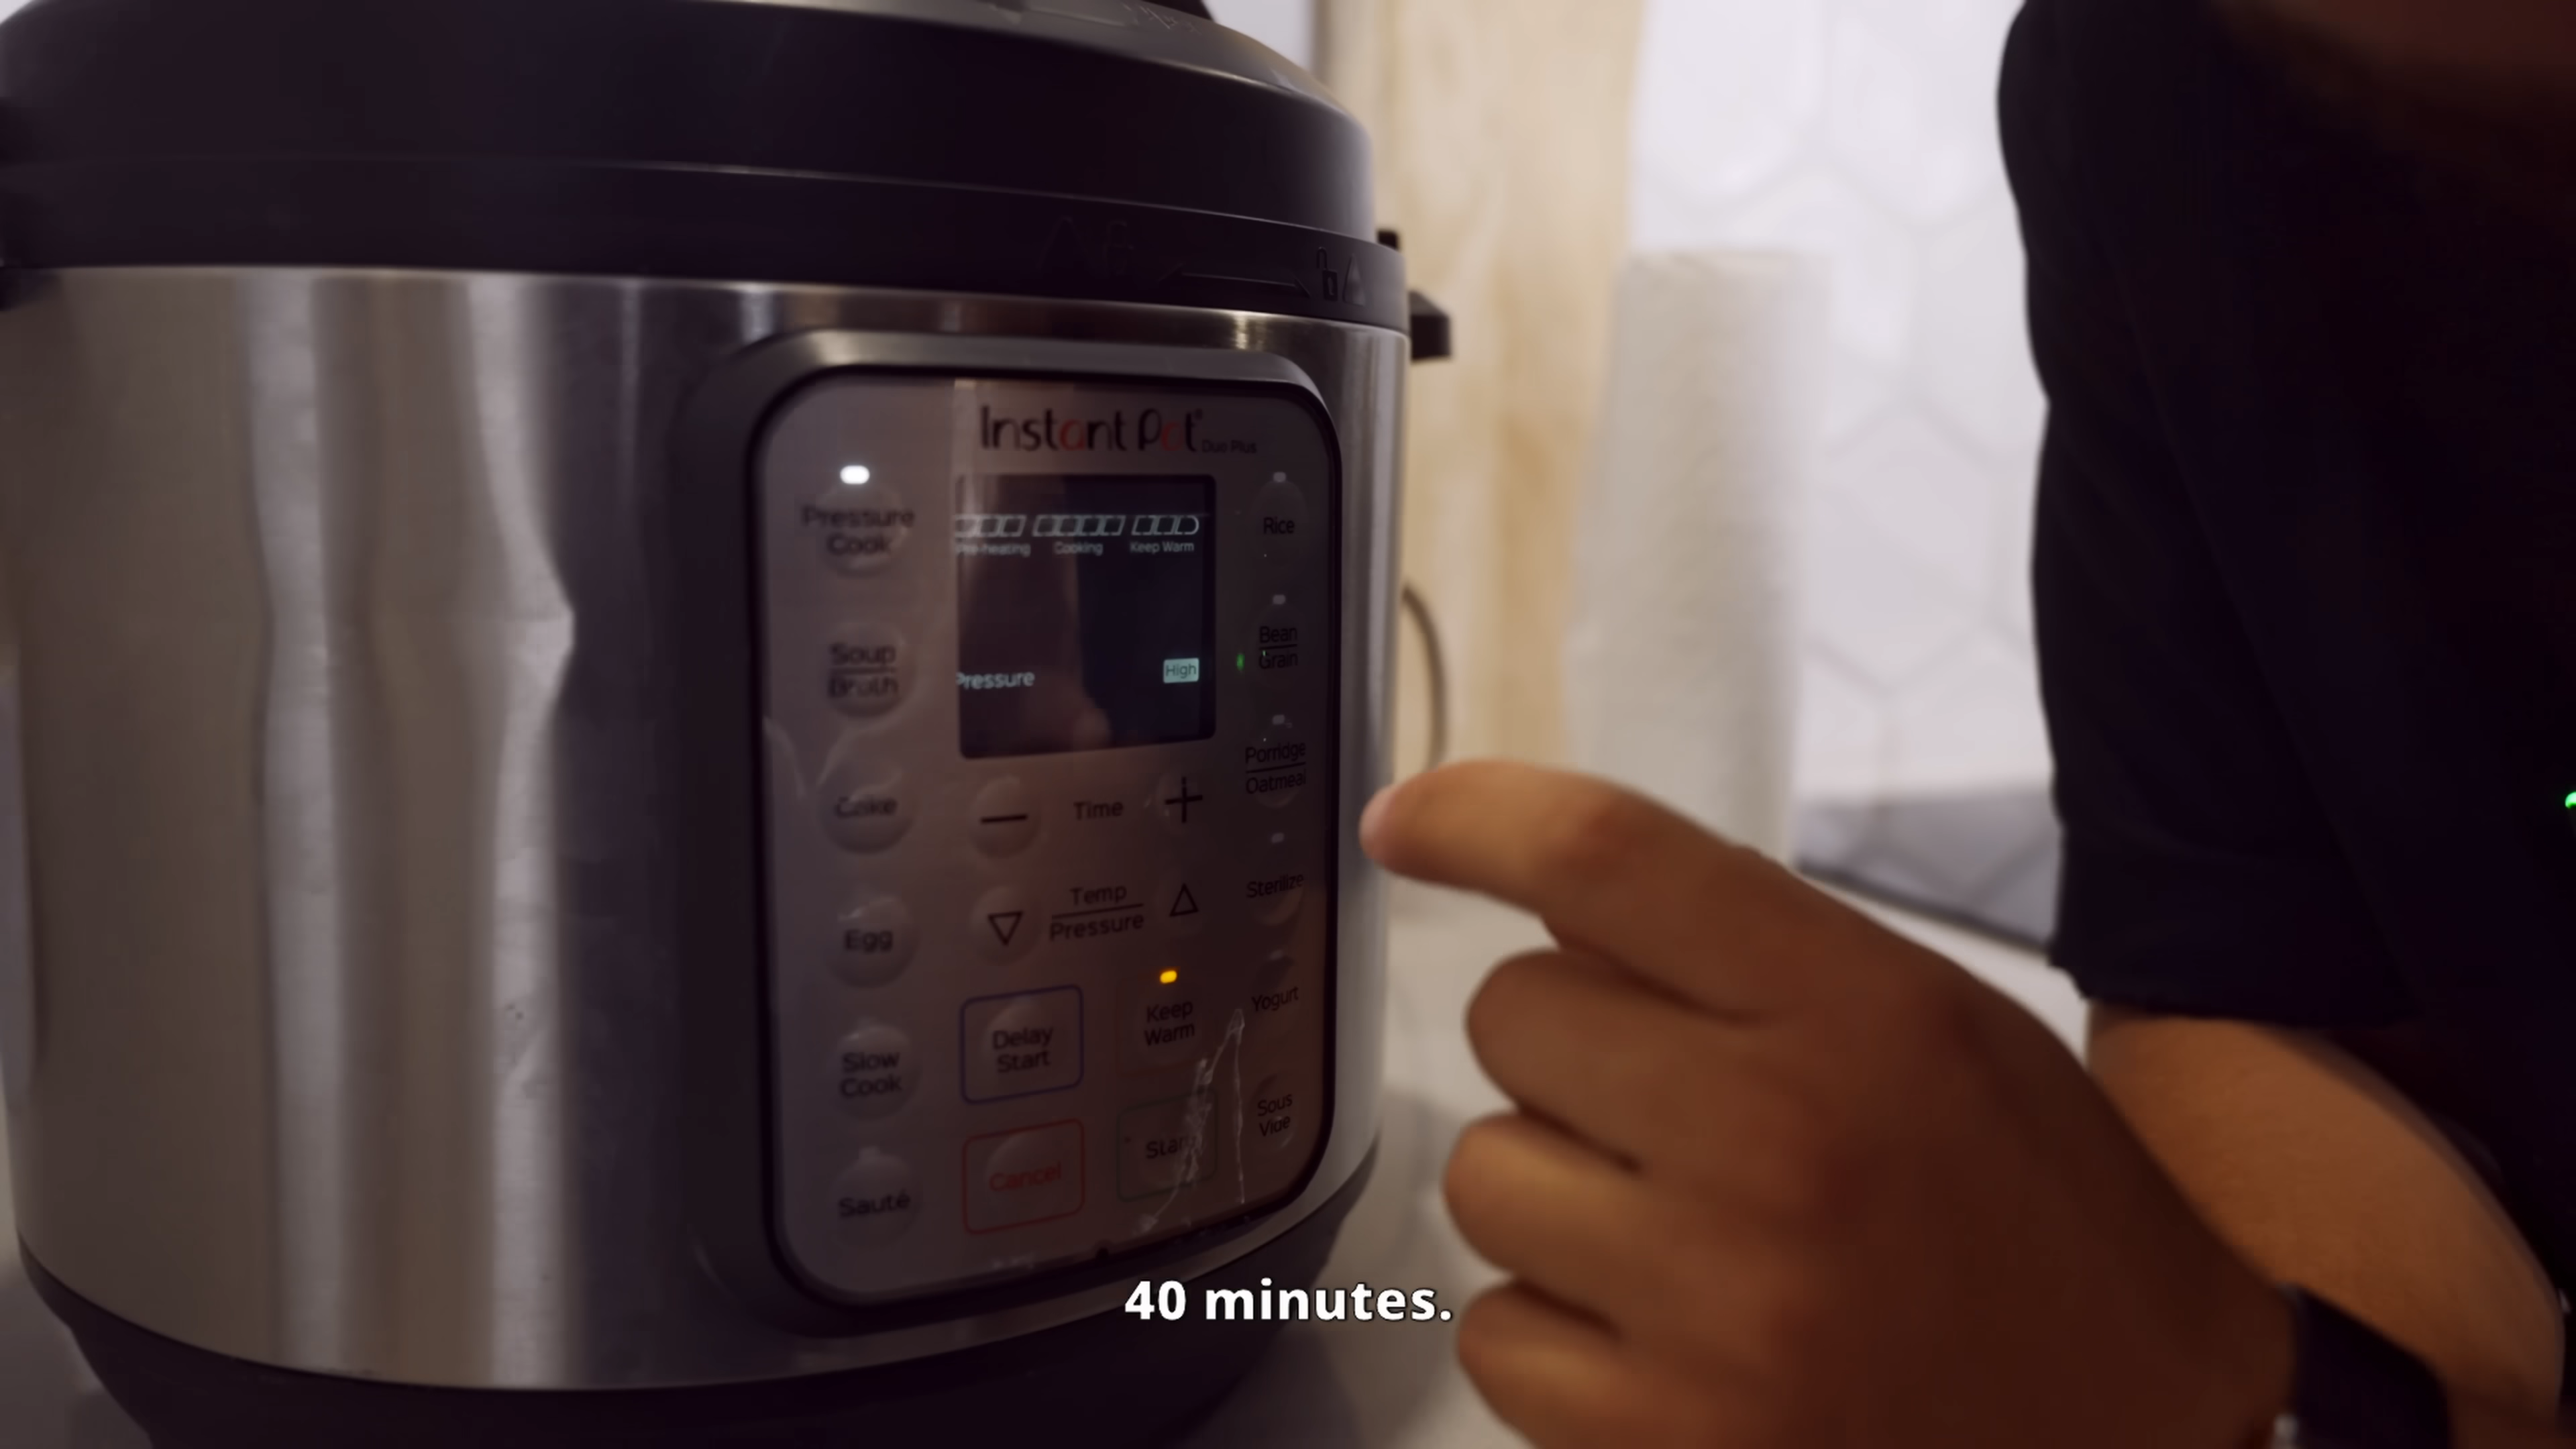 Instant Pot® Duo Plus
Pressure
Cook
Soup
Broth
Cake
Egg
Slow
Cook
Sauté
Pre-heating Cooking Keep Warm
Pressure High
Time
Temp
Pressure
Delay
Start
Keep
Warm
Cancel
Start
Rice
Bean
Grain
Porridge
Oatmeal
Sterilize
Yogurt
Sous
Vide
40 minutes.